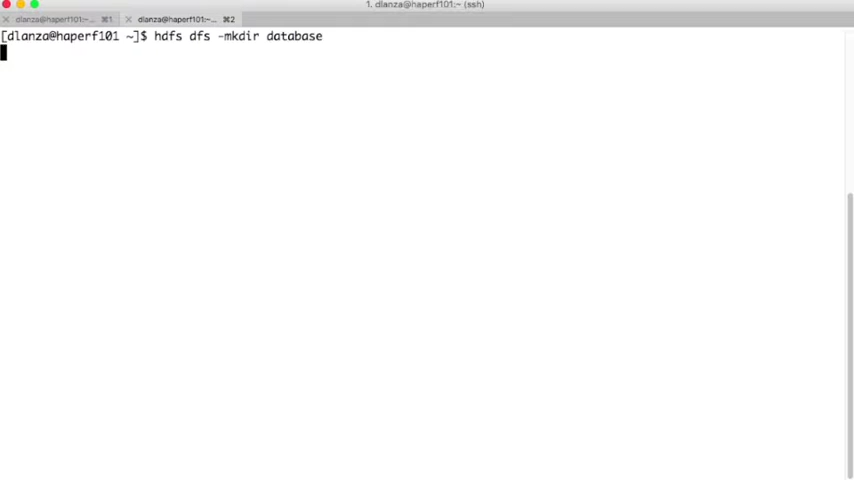 1. dlanza@haperf101:~ (ssh)
dlanza@haperf101:~... ⌘1
dlanza@haperf101:~... ⌘2
[dlanza@haperf101 ~]$ hdfs dfs -mkdir database